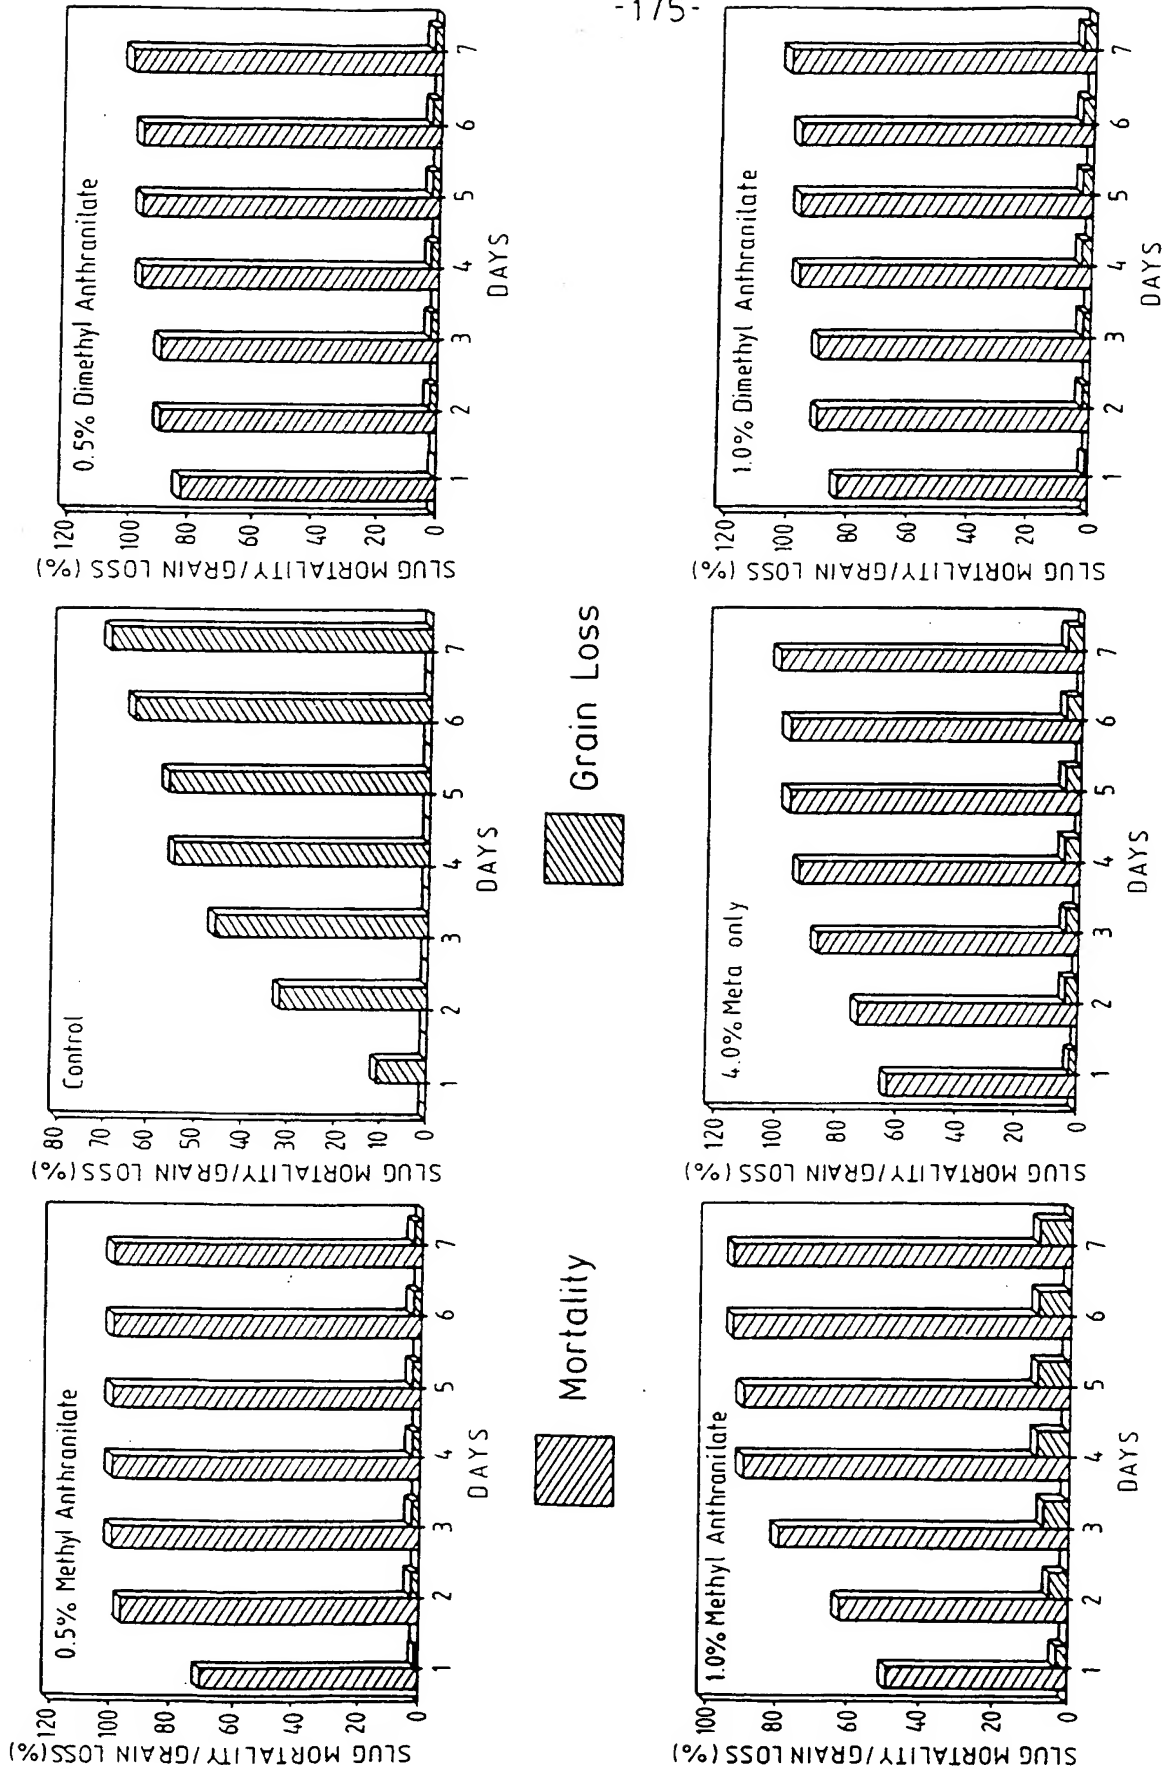 -175-
0.5% Methyl Anthranilate
SLUG MORTALITY/GRAIN LOSS (%)
120
100
80
60
40
20
0
1 2 3 4 5 6 7
DAYS
Control
SLUG MORTALITY/GRAIN LOSS (%)
80
70
60
50
40
30
20
10
0
1 2 3 4 5 6 7
DAYS
0.5% Dimethyl Anthranilate
SLUG MORTALITY/GRAIN LOSS (%)
120
100
80
60
40
20
0
1 2 3 4 5 6 7
DAYS
Mortality
Grain Loss
1.0% Methyl Anthranilate
SLUG MORTALITY/GRAIN LOSS (%)
100
80
60
40
20
0
1 2 3 4 5 6 7
DAYS
4.0% Meta only
SLUG MORTALITY/GRAIN LOSS (%)
120
100
80
60
40
20
0
1 2 3 4 5 6 7
DAYS
1.0% Dimethyl Anthranilate
SLUG MORTALITY/GRAIN LOSS (%)
120
100
80
60
40
20
0
1 2 3 4 5 6 7
DAYS